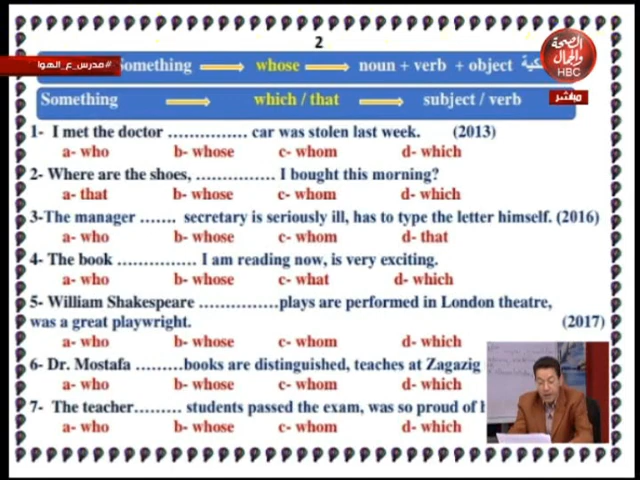 2
الصحة
والجمال
HBC
#مدرس_ع_الهوا
Something whose noun + verb + object
مباشر
Something which / that subject / verb
1- I met the doctor ............... car was stolen last week. (2013)
a- who b- whose c- whom d- which
2- Where are the shoes, ............... I bought this morning?
a- that b- whose c- whom d- which
3-The manager ....... secretary is seriously ill, has to type the letter himself. (2016)
a- who b- whose c- whom d- that
4- The book ............... I am reading now, is very exciting.
a- who b- whose c- what d- which
5- William Shakespeare ...............plays are performed in London theatre,
was a great playwright. (2017)
a- who b- whose c- whom d- which
6- Dr. Mostafa .........books are distinguished, teaches at Zagazig
a- who b- whose c- whom d- which
7- The teacher......... students passed the exam, was so proud of
a- who b- whose c- whom d- which